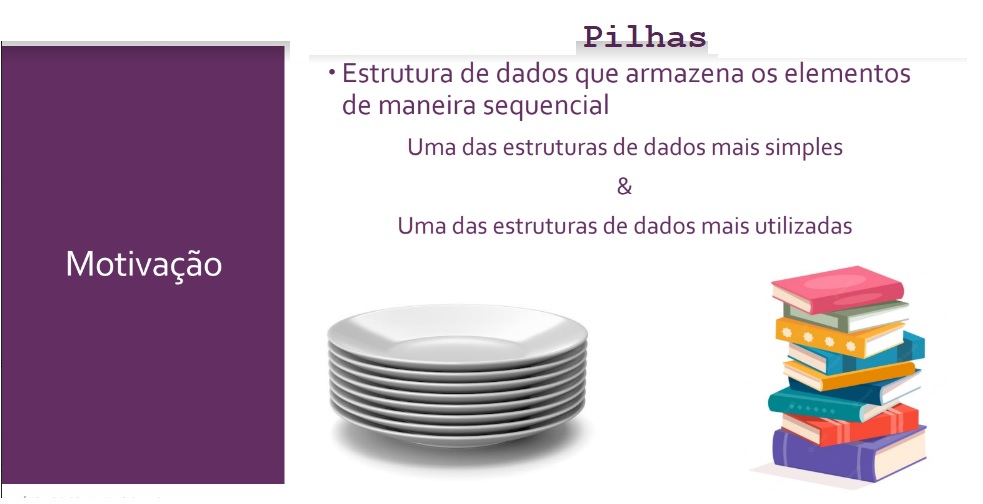 Pilhas
• Estrutura de dados que armazena os elementos
de maneira sequencial
Uma das estruturas de dados mais simples
&
Uma das estruturas de dados mais utilizadas
Motivação